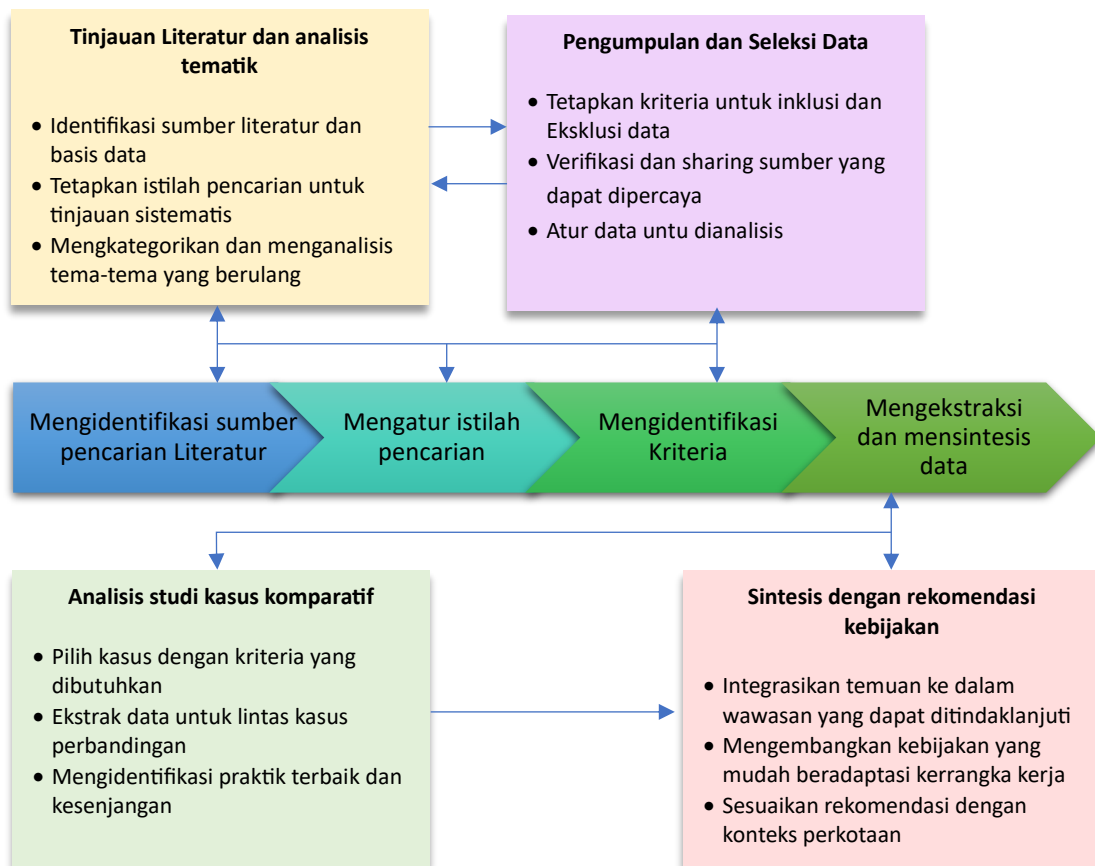 Tinjauan Literatur dan analisis
tematik
• Identifikasi sumber literatur dan
basis data
• Tetapkan istilah pencarian untuk
tinjauan sistematis
• Mengkategorikan dan menganalisis
tema-tema yang berulang
Pengumpulan dan Seleksi Data
• Tetapkan kriteria untuk inklusi dan
Eksklusi data
• Verifikasi dan sharing sumber yang
dapat dipercaya
• Atur data untu dianalisis
Mengidentifikasi sumber
pencarian Literatur
Mengatur istilah
pencarian
Mengidentifikasi
Kriteria
Mengekstraksi
dan mensintesis
data
Analisis studi kasus komparatif
• Pilih kasus dengan kriteria yang
dibutuhkan
• Ekstrak data untuk lintas kasus
perbandingan
• Mengidentifikasi praktik terbaik dan
kesenjangan
Sintesis dengan rekomendasi
kebijakan
• Integrasikan temuan ke dalam
wawasan yang dapat ditindaklanjuti
• Mengembangkan kebijakan yang
mudah beradaptasi kerrangka kerja
• Sesuaikan rekomendasi dengan
konteks perkotaan